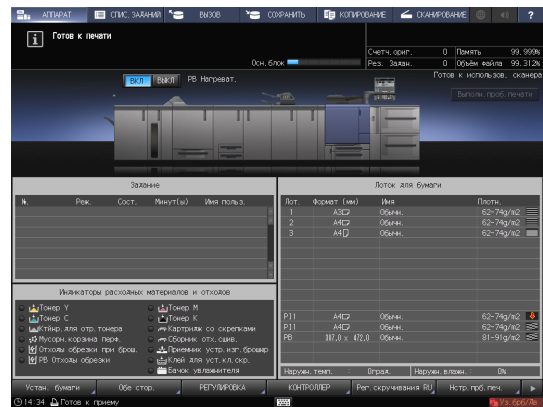 АППАРАТ СПИС. ЗАДАНИЙ ВЫЗОВ СОХРАНИТЬ КОПИРОВАНИЕ СКАНИРОВАНИЕ ?
Готов к печати
Осн. блок
Счетч. ориг. 0 Память 99,999%
Рез. Задан. 0 Объём файла 99,312%
Готов к использов. сканера
ВКЛ ВЫКЛ PB Нагреват.
Выполн. проб. печати
Задание
№. Реж. Сост. Минут(ы) Имя польз.
Лоток для бумаги
Лот. Формат (мм) Имя Плотн.
1 A3 Обычн. 62-74g/m2
2 A4 Обычн. 62-74g/m2
3 A4 Обычн. 62-74g/m2
PI1 A4 Обычн. 62-74g/m2
PI1 A4 Обычн. 62-74g/m2
PB 307,0 x 472,0 Обычн. 81-91g/m2
Индикаторы расходных материалов и отходов
Тонер Y
Тонер M
Тонер C
Тонер K
Ктйнр. для отр. тонера
Картридж со скрепками
Мусорн. корзина перф.
Сборник отх. сшив.
Отходы обрезки при брош.
Приемник устр. изг. брошюр
PB Отходы обрезки
Клей для уст. кл. скр.
Бачок увлажнителя
Наружн. темп. 0град. Наружн. влажн. 0%
Устан. бумаги Обе стор. РЕГУЛИРОВКА КОНТРОЛЛЕР Рег. скручивания RU Нстр. прб. печ.
14:34 Готов к приему